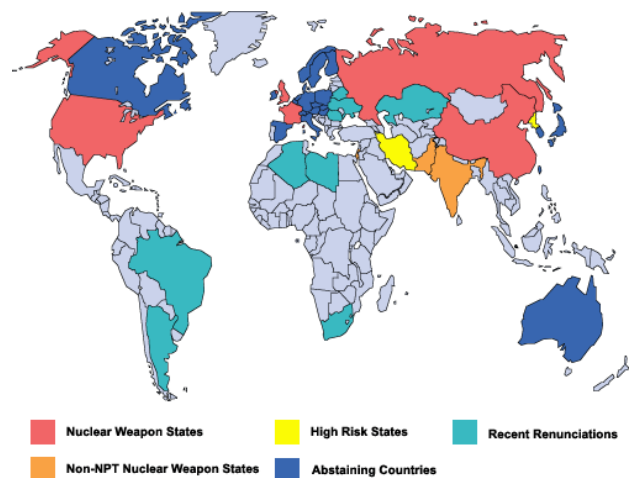 Nuclear Weapon States
High Risk States
Recent Renunciations
Non-NPT Nuclear Weapon States
Abstaining Countries